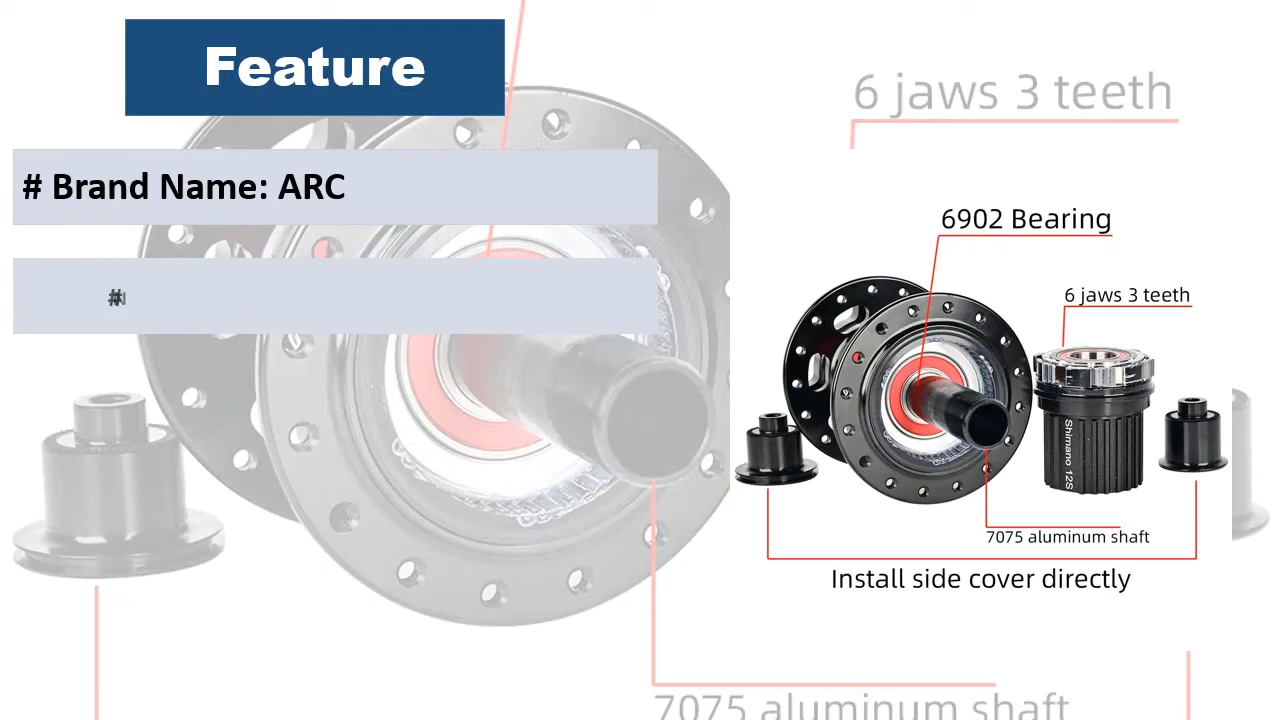 Feature
# Brand Name: ARC
#
6 jaws 3 teeth
6902 Bearing
6 jaws 3 teeth
Shimano 12S
7075 aluminum shaft
Install side cover directly
7075 aluminum shaft